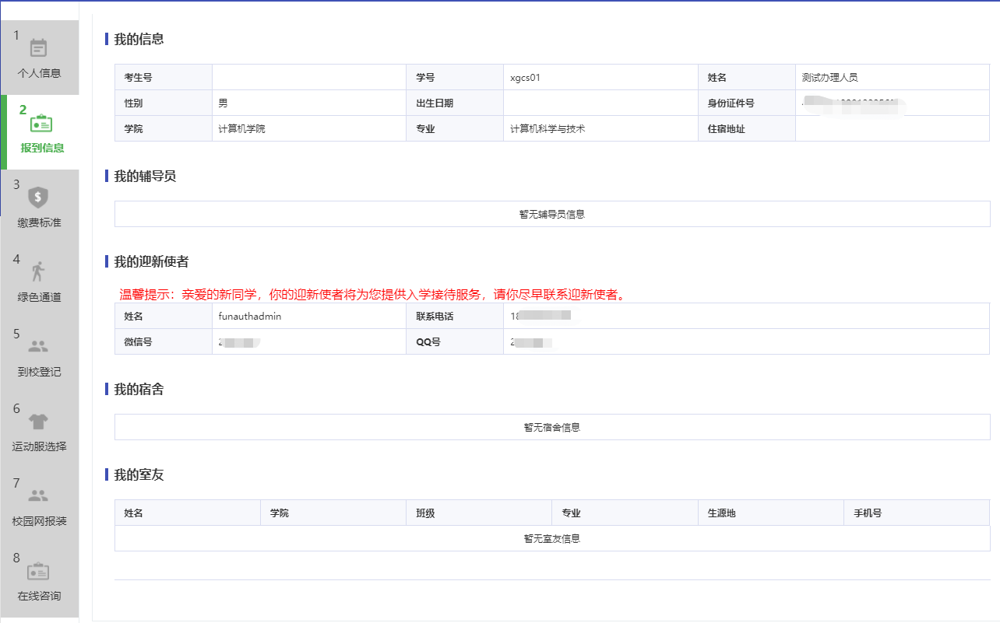 1
个人信息
2
报到信息
3
缴费标准
4
绿色通道
5
到校登记
6
运动服选择
7
校园网报装
8
在线咨询
我的信息
考生号 学号 xgcs01 姓名 测试办理人员
性别 男 出生日期 身份证件号
学院 计算机学院 专业 计算机科学与技术 住宿地址
我的辅导员
暂无辅导员信息
我的迎新使者
温馨提示：亲爱的新同学，你的迎新使者将为您提供入学接待服务，请你尽早联系迎新使者。
姓名 funauthadmin 联系电话 18
微信号 QQ号
我的宿舍
暂无宿舍信息
我的室友
姓名 学院 班级 专业 生源地 手机号
暂无室友信息